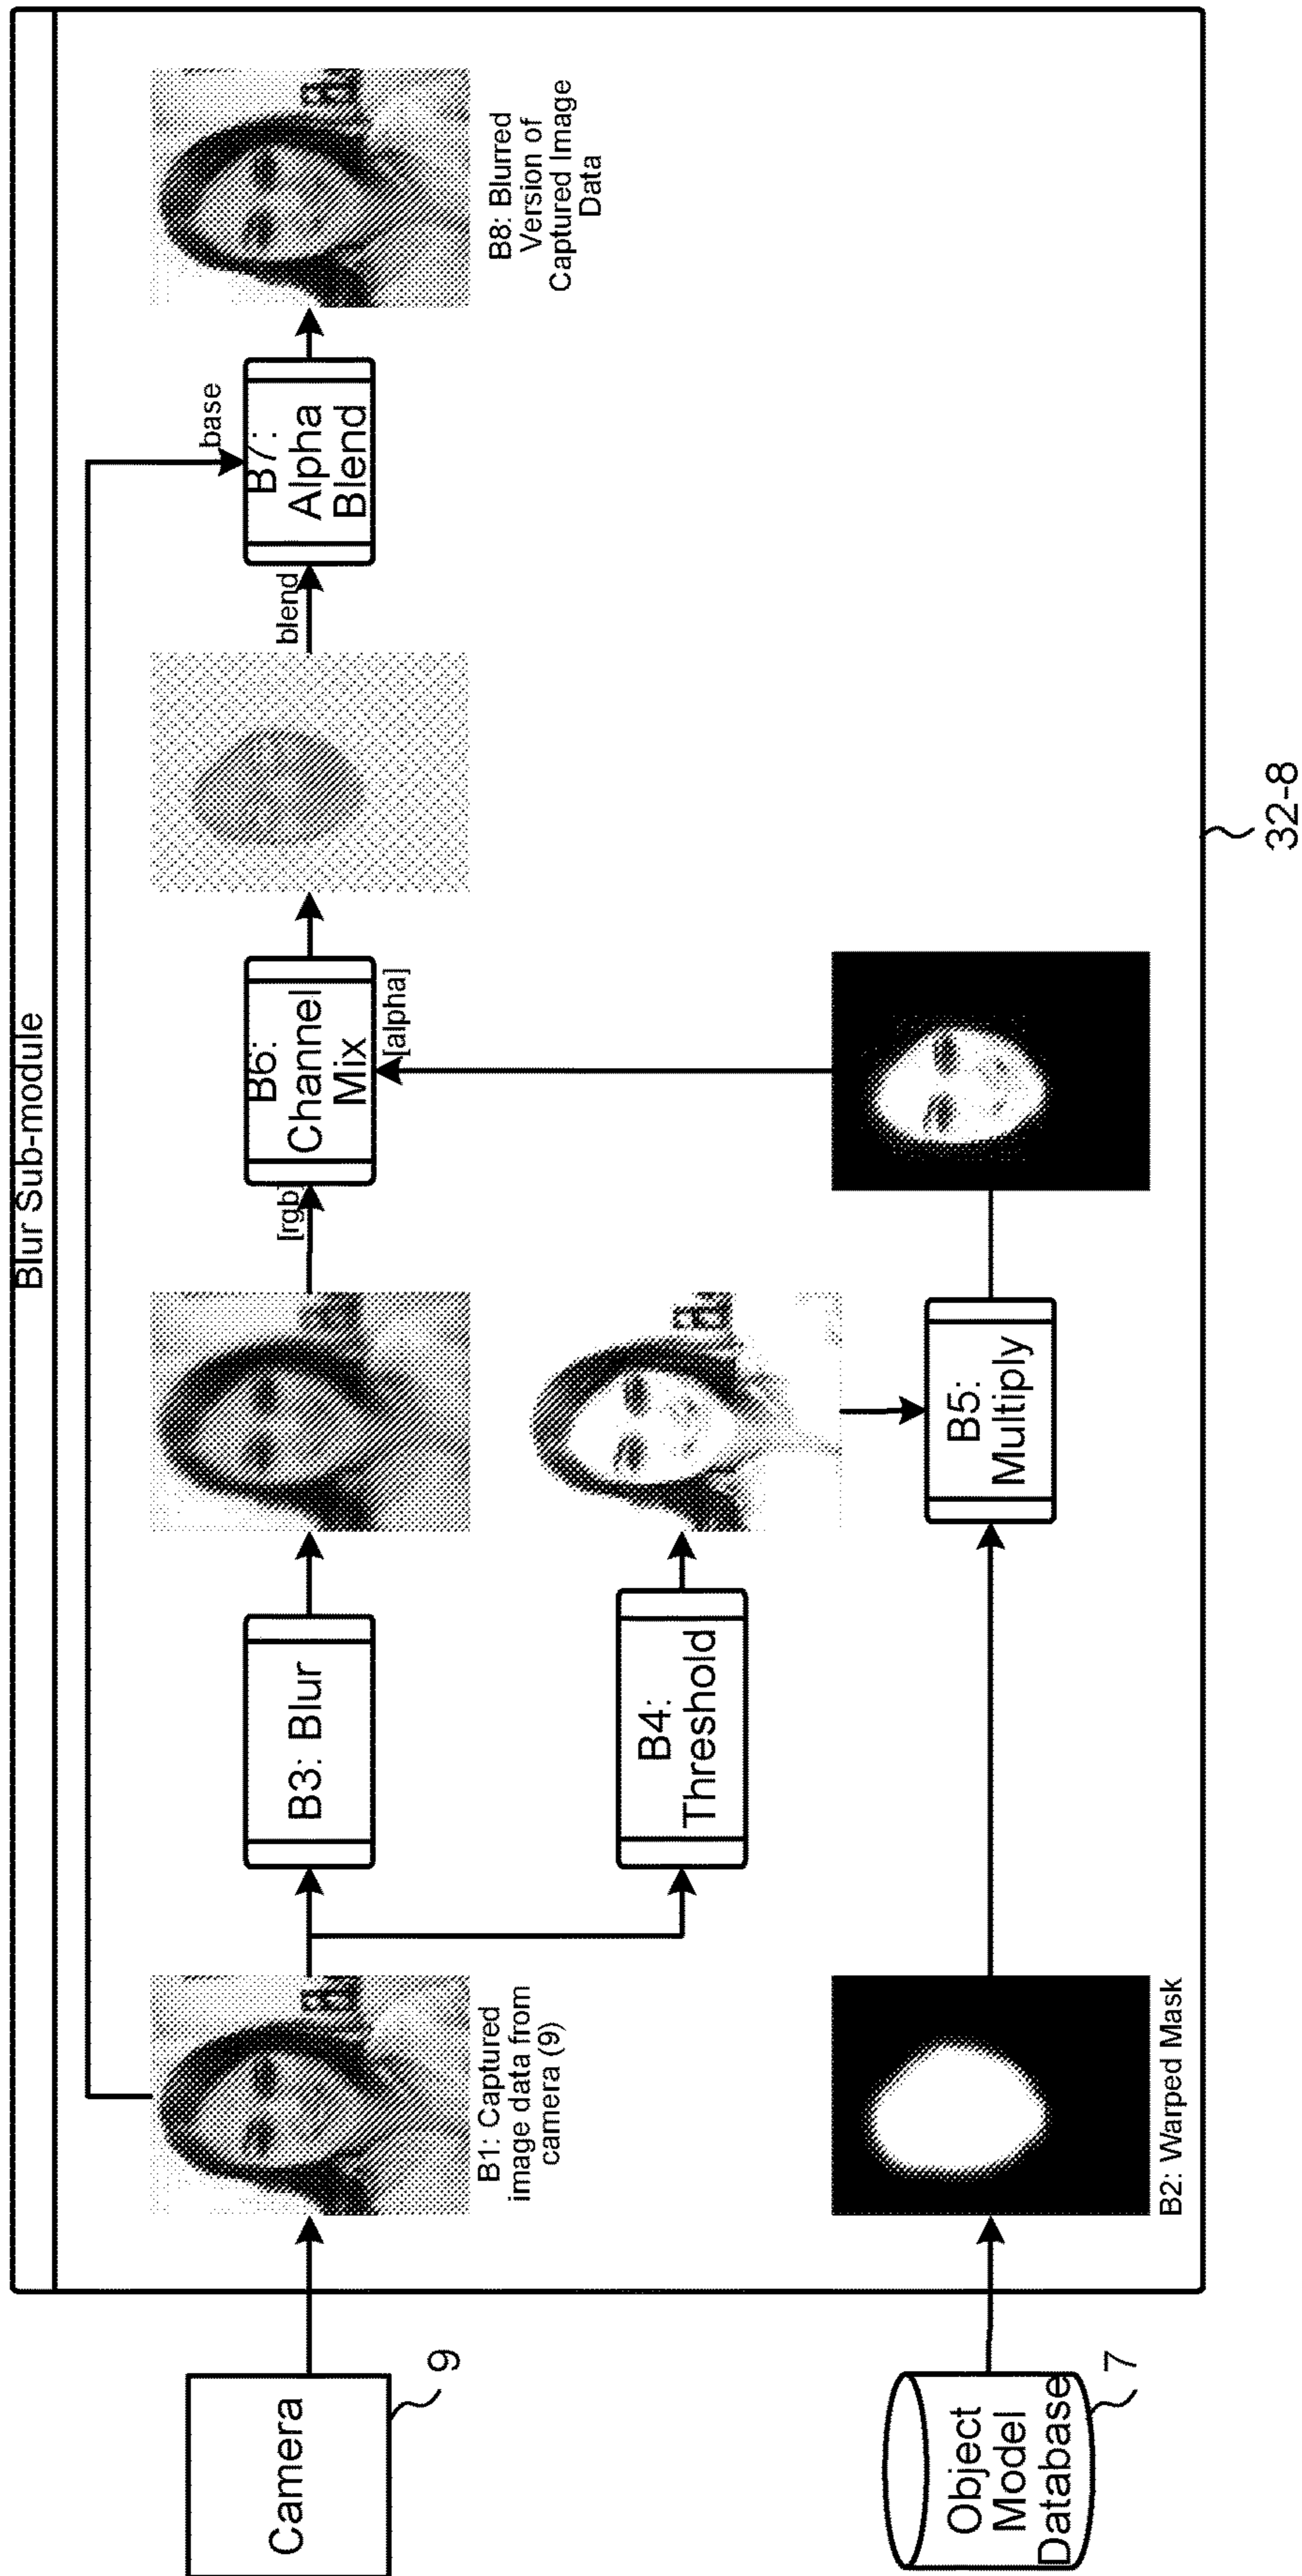 Blur Sub-module
Camera
9
B1: Captured
image data from
camera (9)
B3: Blur
[rgb]
B6:
Channel
Mix
[alpha]
blend
base
B7:
Alpha
Blend
B8: Blurred
Version of
Captured Image
Data
B4:
Threshold
Object
Model
Database
7
B2: Warped Mask
B5:
Multiply
32-8